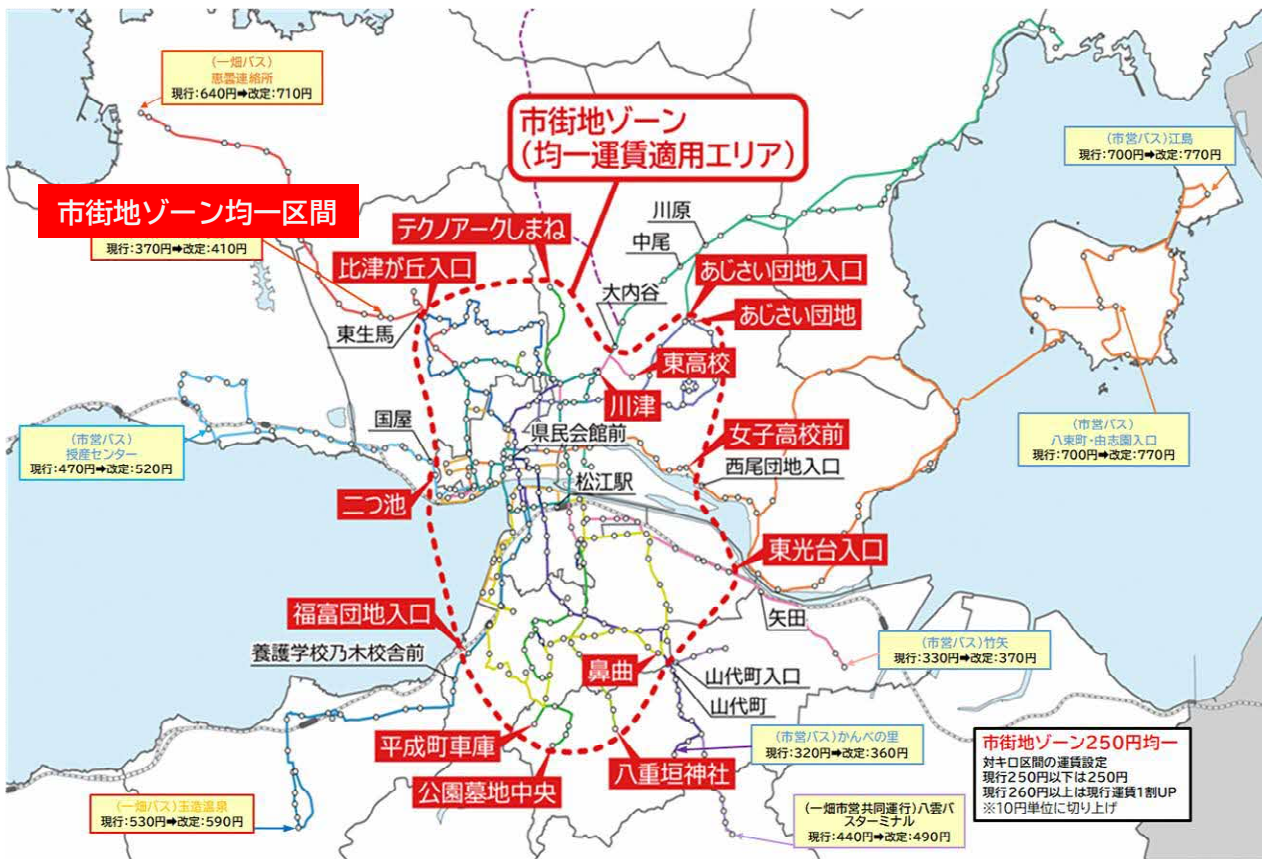 (一畑バス)
恵曇連絡所
現行:640円➡改定:710円
市街地ゾーン
(均一運賃適用エリア)
(市営バス)江島
現行:700円➡改定:770円
市街地ゾーン均一区間
現行:370円➡改定:410円
テクノアークしまね
川原
中尾
比津が丘入口
大内谷
あじさい団地入口
あじさい団地
東生馬
東高校
川津
国屋
県民会館前
女子高校前
(市営バス)
授産センター
現行:470円➡改定:520円
(市営バス)
八束町・由志園入口
現行:700円➡改定:770円
西尾団地入口
松江駅
二つ池
東光台入口
福富団地入口
矢田
養護学校乃木校舎前
(市営バス)竹矢
現行:330円➡改定:370円
鼻曲
山代町入口
山代町
平成町車庫
(市営バス)かんべの里
現行:320円➡改定:360円
八重垣神社
公園墓地中央
市街地ゾーン250円均一
対キロ区間の運賃設定
現行250円以下は250円
現行260円以上は現行運賃1割UP
※10円単位に切り上げ
(一畑バス)玉造温泉
現行:530円➡改定:590円
(一畑市営共同運行)八雲バ
スターミナル
現行:440円➡改定:490円